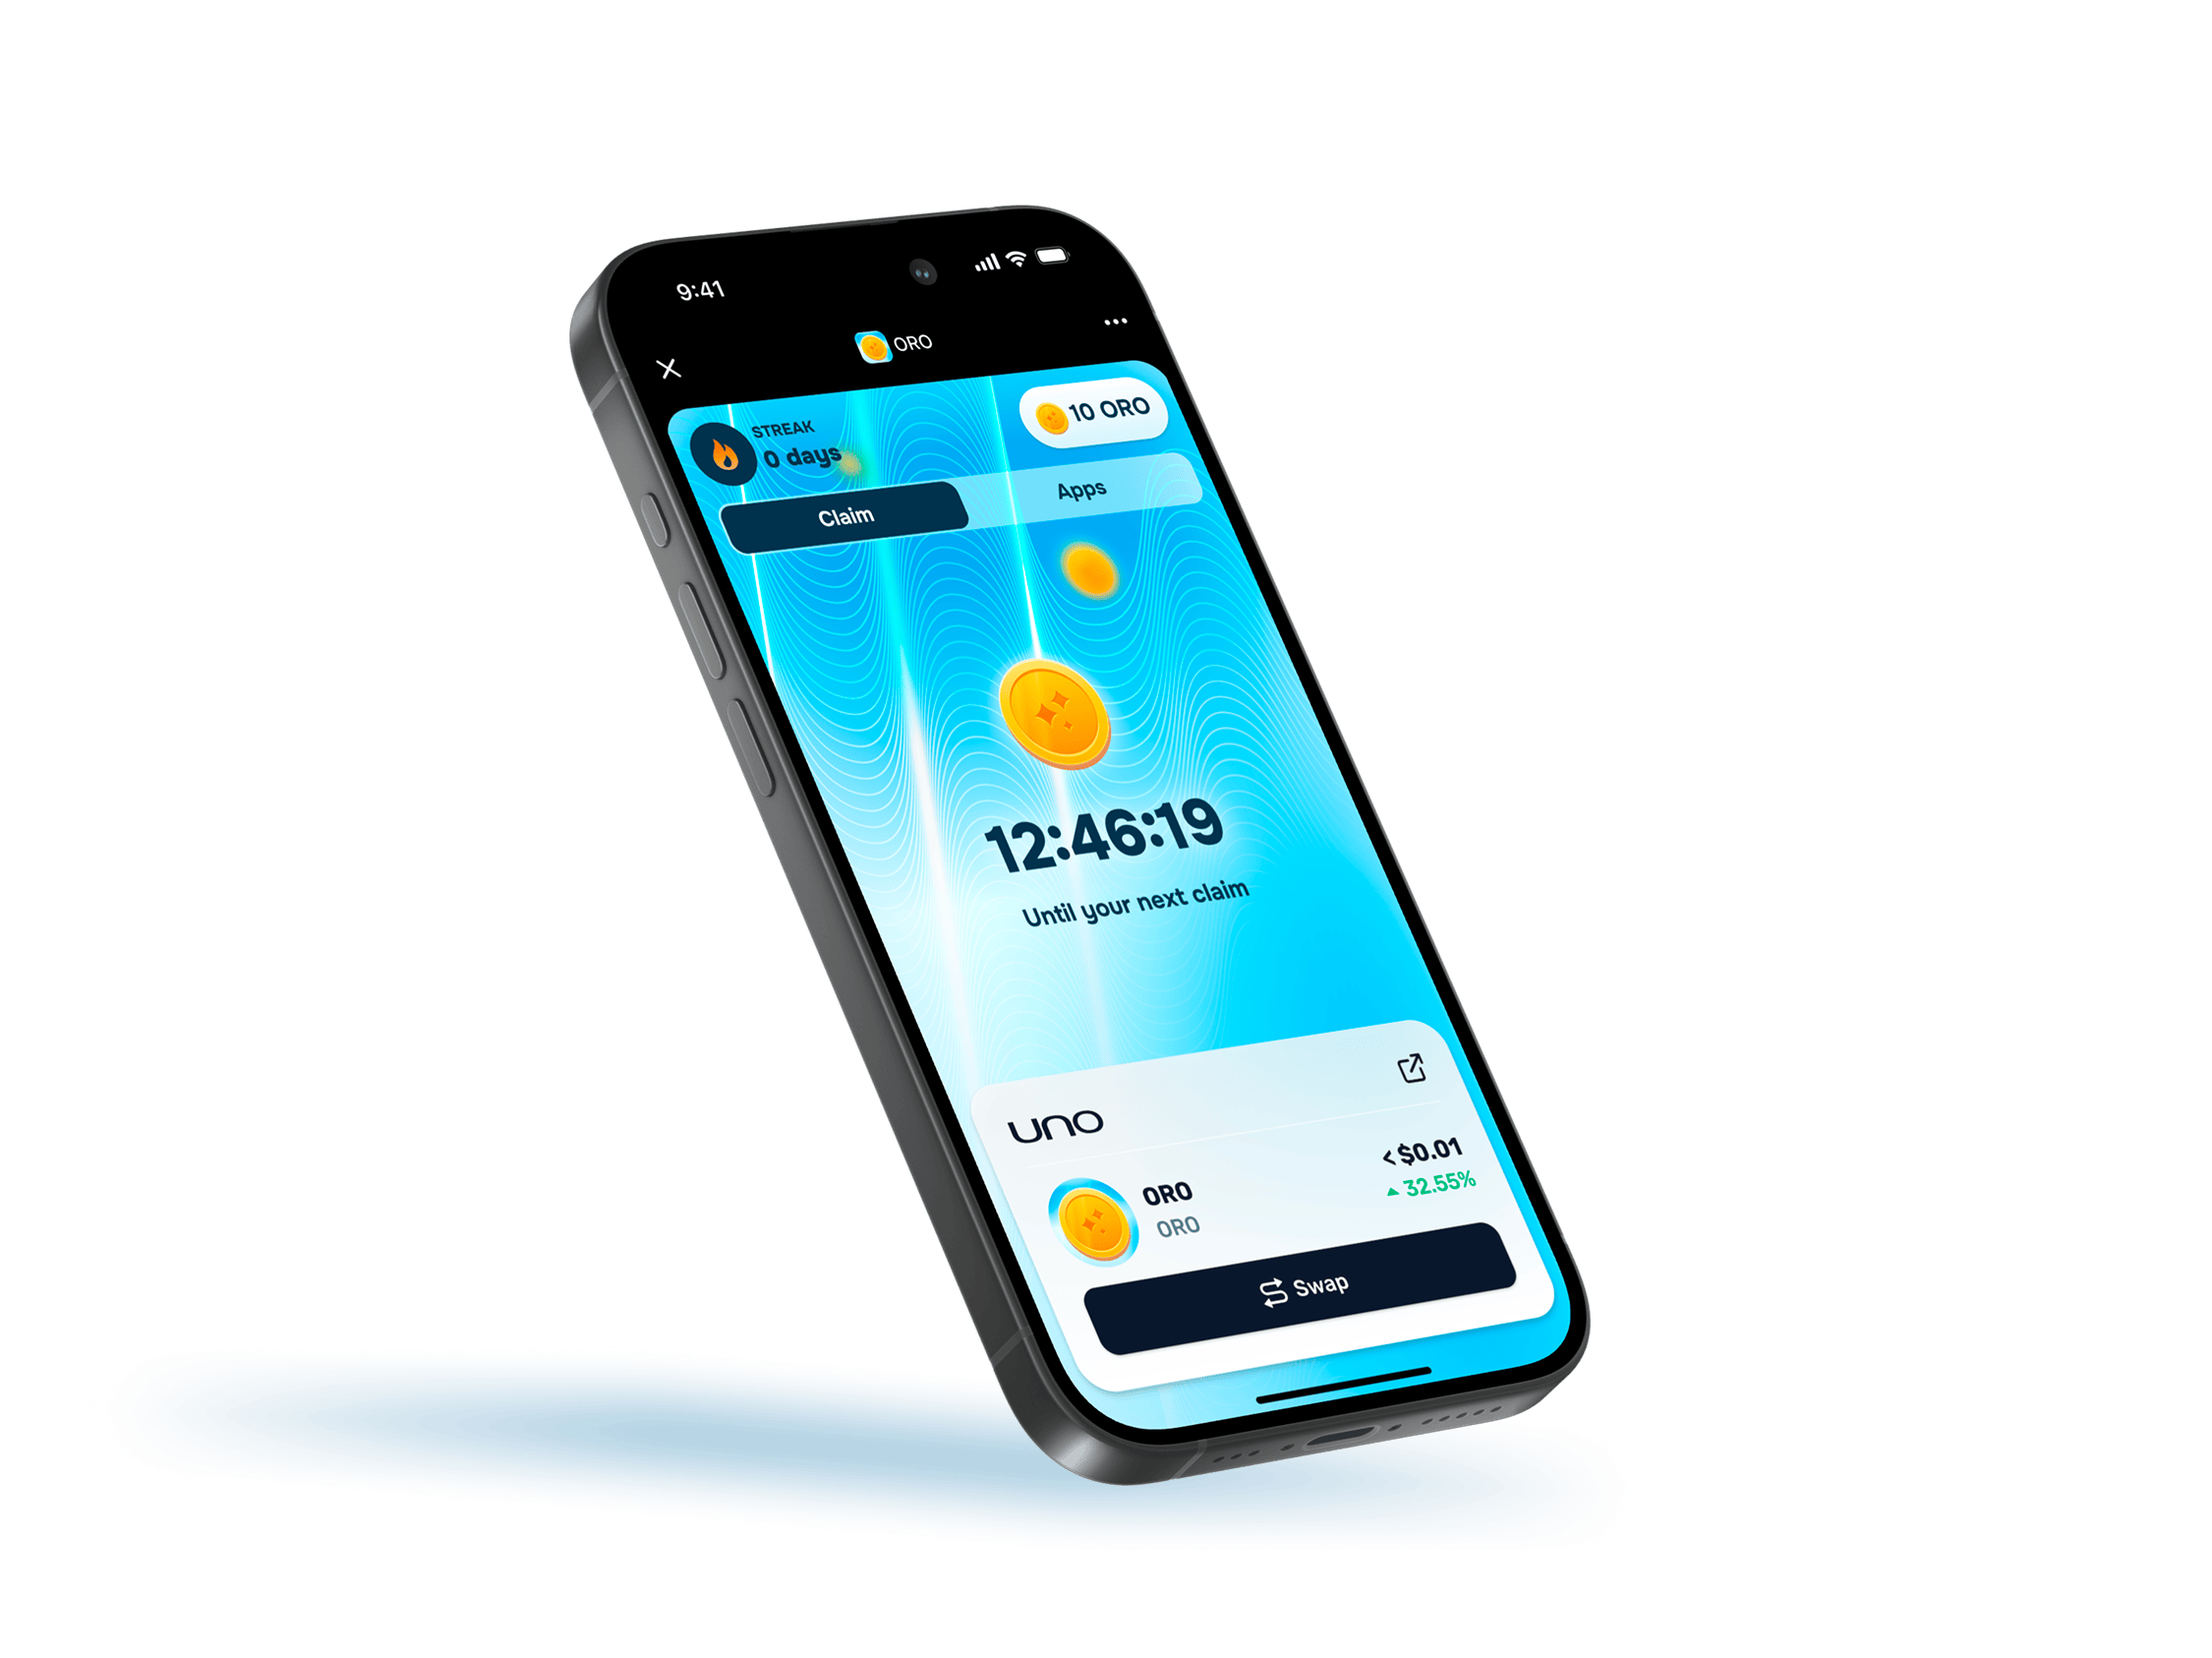 9:41
ORO
STREAK
0 days
10 ORO
Claim
Apps
12:46:19
Until your next claim
uno
ORO
ORO
<$0.01
32.55%
Swap